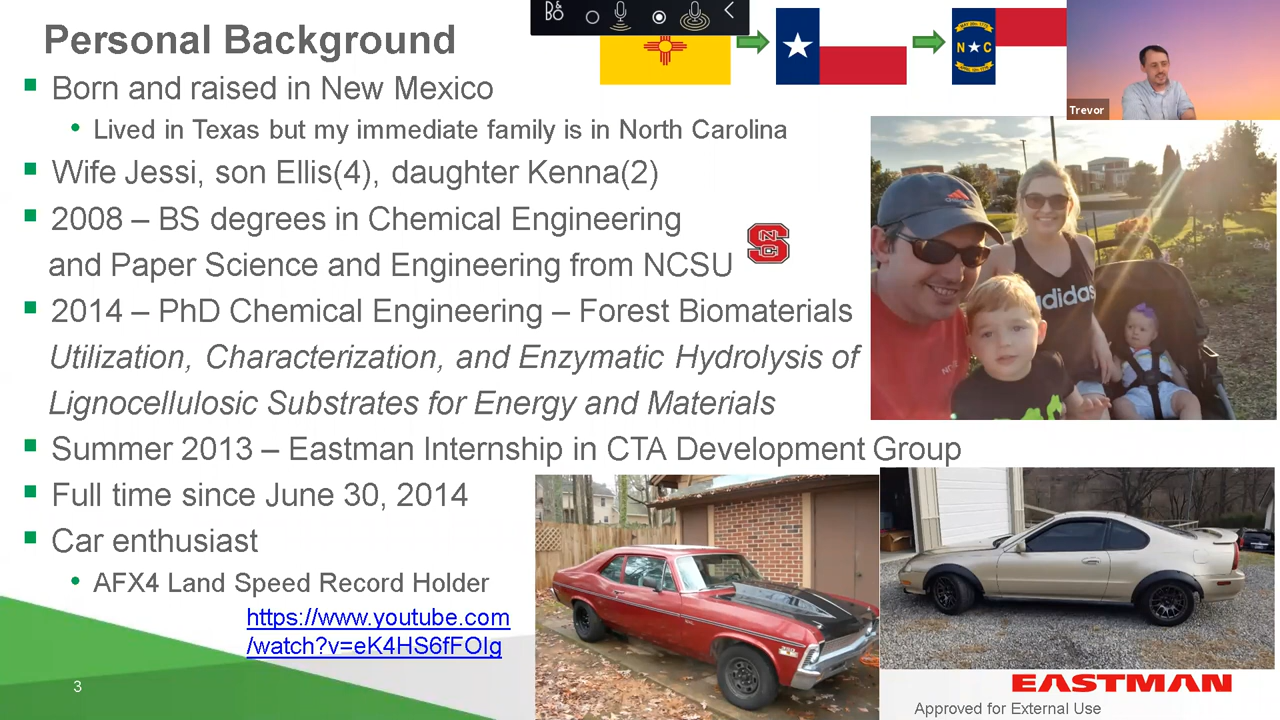 Personal Background
Born and raised in New Mexico
Lived in Texas but my immediate family is in North Carolina
Wife Jessi, son Ellis(4), daughter Kenna(2)
2008 – BS degrees in Chemical Engineering
and Paper Science and Engineering from NCSU
2014 – PhD Chemical Engineering – Forest Biomaterials
Utilization, Characterization, and Enzymatic Hydrolysis of
Lignocellulosic Substrates for Energy and Materials
Summer 2013 – Eastman Internship in CTA Development Group
Full time since June 30, 2014
Car enthusiast
AFX4 Land Speed Record Holder
https://www.youtube.com
/watch?v=eK4HS6fFOIg
3
B&O
N C
Trevor
NCS
adidas
adidas
EASTMAN
Approved for External Use